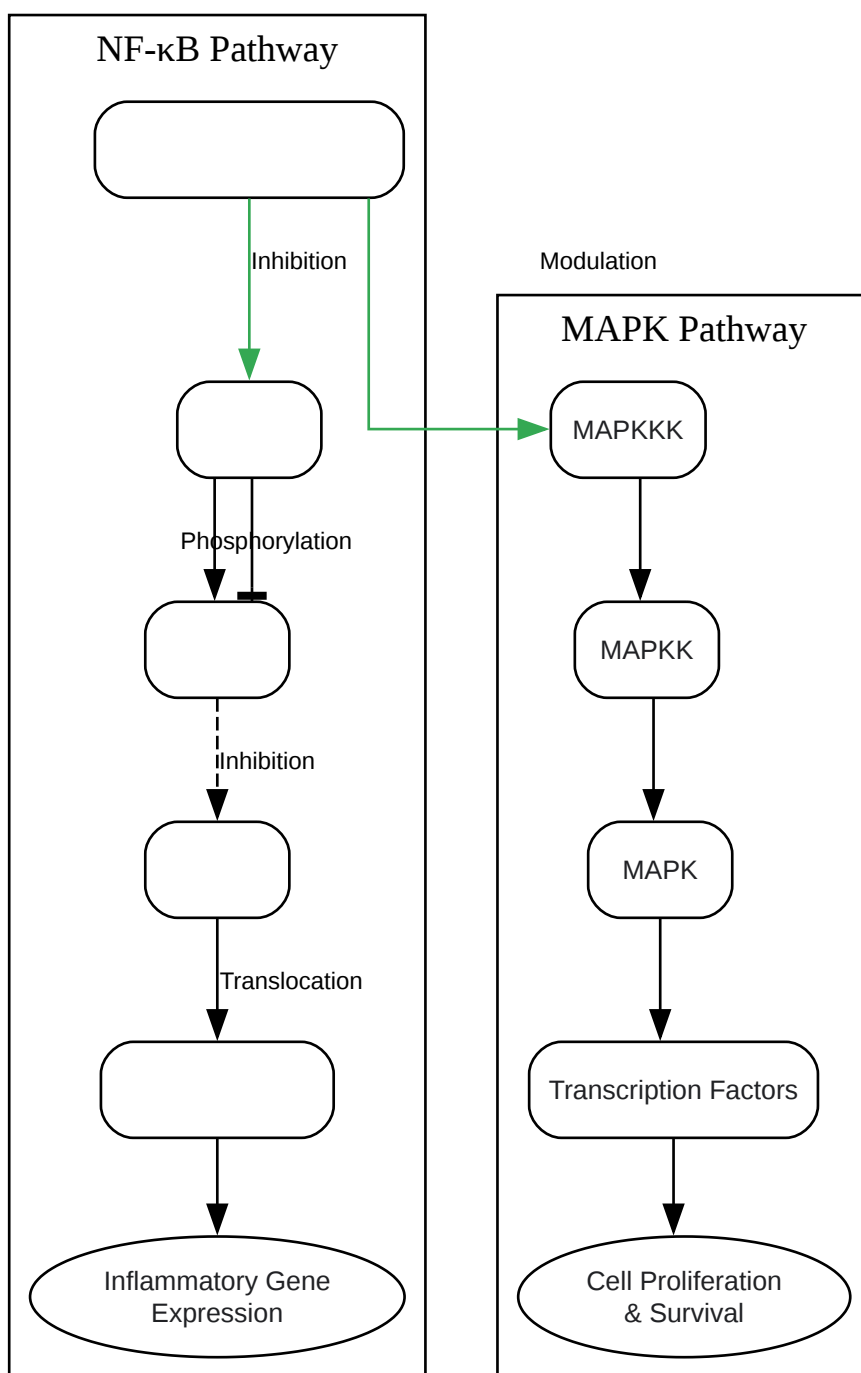 NF-κB Pathway
Inhibition
Modulation
MAPK Pathway
MAPKKK
Phosphorylation
MAPKK
Inhibition
MAPK
Translocation
Transcription Factors
Inflammatory Gene
Expression
Cell Proliferation
& Survival